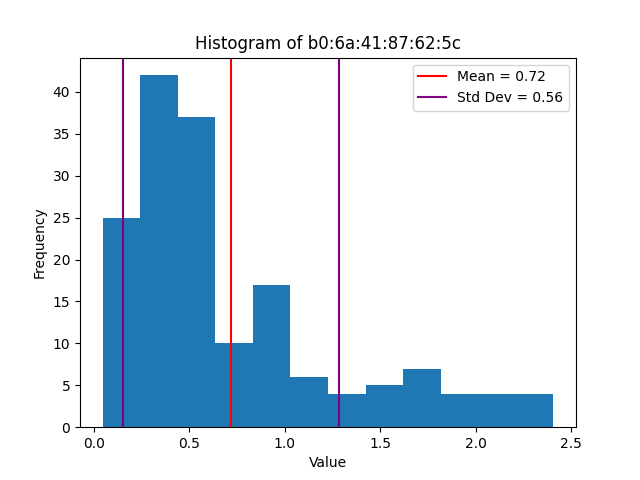 Histogram of b0:6a:41:87:62:5c
Mean = 0.72
Std Dev = 0.56
Frequency
40
35
30
25
20
15
10
5
0
0.0 0.5 1.0 1.5 2.0 2.5
Value